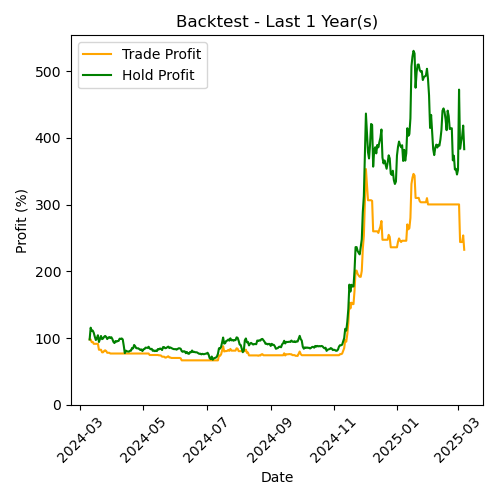 Backtest - Last 1 Year(s)
Trade Profit
Hold Profit
500
400
300
200
100
0
Profit (%)
2024-03
2024-05
2024-07
2024-09
2024-11
2025-01
2025-03
Date